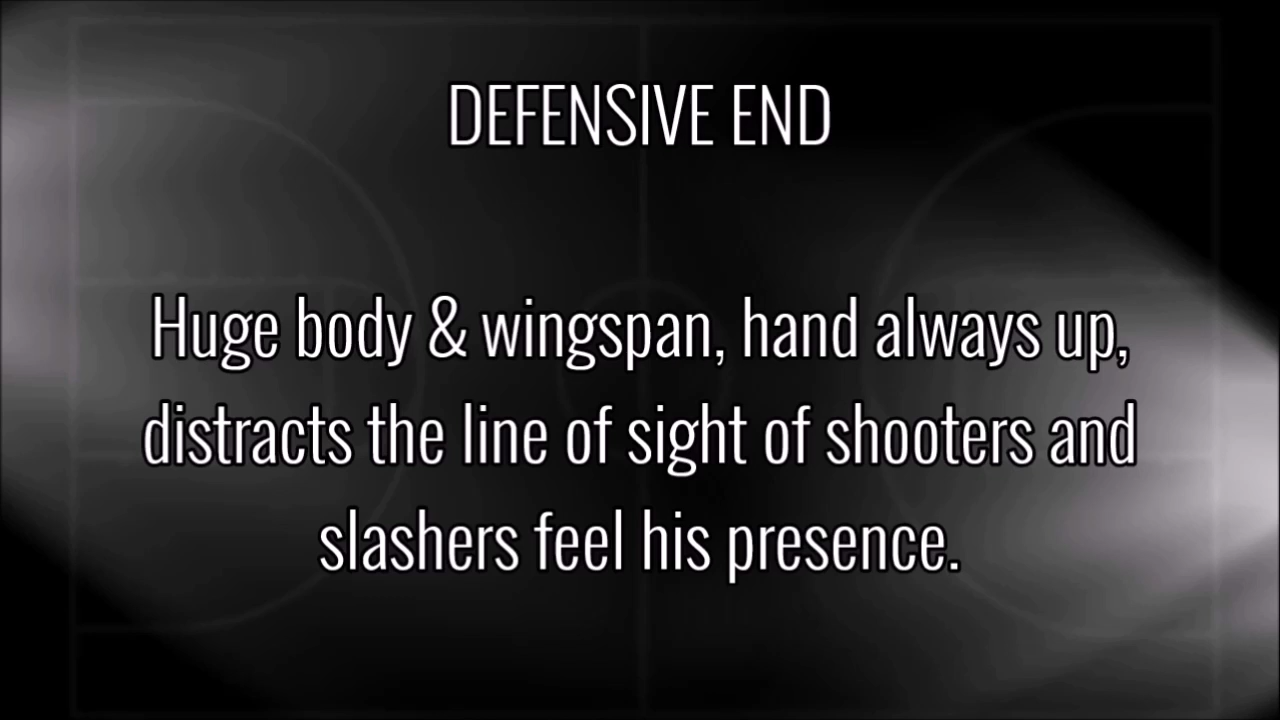 DEFENSIVE END
Huge body & wingspan, hand always up,
distracts the line of sight of shooters and
slashers feel his presence.